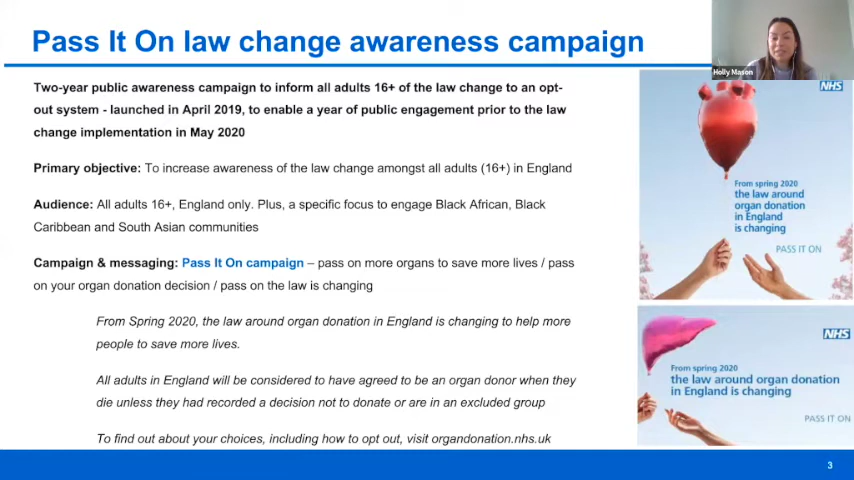 Pass It On law change awareness campaign
Holly Mason
Two-year public awareness campaign to inform all adults 16+ of the law change to an opt-
out system - launched in April 2019, to enable a year of public engagement prior to the law
change implementation in May 2020
Primary objective: To increase awareness of the law change amongst all adults (16+) in England
Audience: All adults 16+, England only. Plus, a specific focus to engage Black African, Black
Caribbean and South Asian communities
Campaign & messaging: Pass It On campaign – pass on more organs to save more lives / pass
on your organ donation decision / pass on the law is changing
From Spring 2020, the law around organ donation in England is changing to help more
people to save more lives.
All adults in England will be considered to have agreed to be an organ donor when they
die unless they had recorded a decision not to donate or are in an excluded group
To find out about your choices, including how to opt out, visit organdonation.nhs.uk
NHS
From spring 2020
the law around
organ donation
in England
is changing
PASS IT ON
NHS
From spring 2020
the law around organ donation
in England is changing
PASS IT ON
3